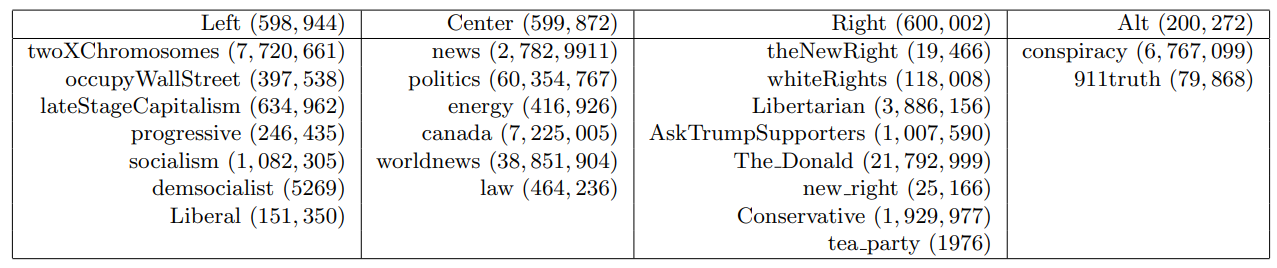 Left (598, 944) Center (599, 872) Right (600, 002) Alt (200, 272)
twoXChromosomes (7, 720, 661) news (2, 782, 9911) theNewRight (19, 466) conspiracy (6, 767, 099)
occupyWallStreet (397, 538) politics (60, 354, 767) whiteRights (118, 008) 911truth (79, 868)
lateStageCapitalism (634, 962) energy (416, 926) Libertarian (3, 886, 156)
progressive (246, 435) canada (7, 225, 005) AskTrumpSupporters (1, 007, 590)
socialism (1, 082, 305) worldnews (38, 851, 904) The_Donald (21, 792, 999)
demsocialist (5269) law (464, 236) new_right (25, 166)
Liberal (151, 350) Conservative (1, 929, 977)
tea_party (1976)